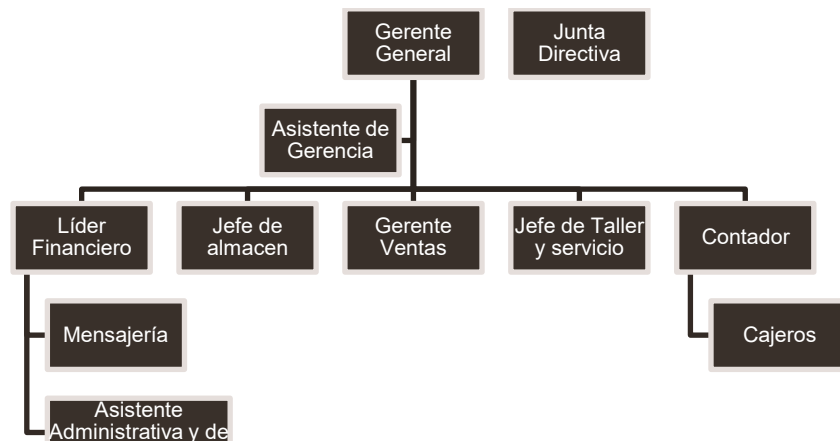 Gerente
General
Junta
Directiva
Asistente de
Gerencia
Líder
Financiero
Jefe de
almacen
Gerente
Ventas
Jefe de Taller
y servicio
Contador
Mensajería
Cajeros
Asistente
Administrativa y de